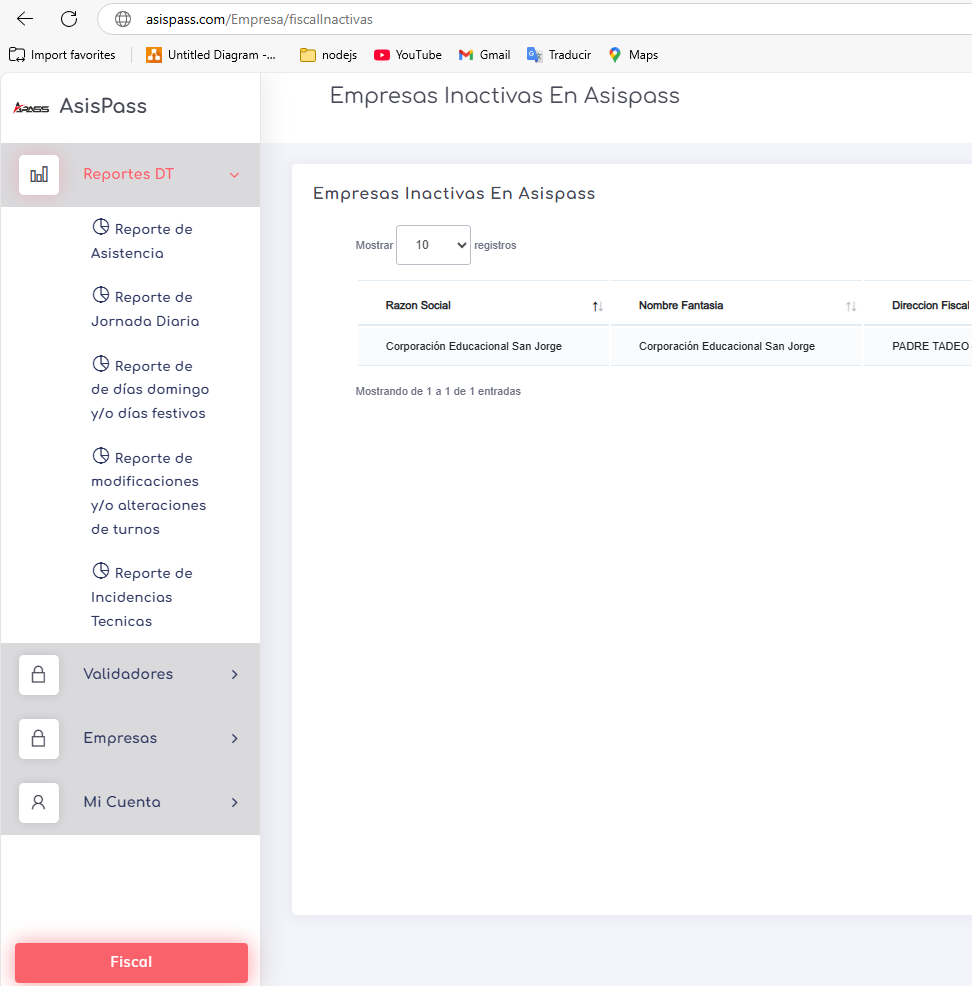 asispass.com/Empresa/fiscalInactivas
Import favorites
Untitled Diagram -...
nodejs
YouTube
Gmail
Traducir
Maps
AsisPass
Empresas Inactivas En Asispass
Reportes DT
Reporte de
Asistencia
Reporte de
Jornada Diaria
Reporte de
de días domingo
y/o días festivos
Reporte de
modificaciones
y/o alteraciones
de turnos
Reporte de
Incidencias
Tecnicas
Validadores
Empresas
Mi Cuenta
Fiscal
Empresas Inactivas En Asispass
Mostrar 10 registros
Razon Social Nombre Fantasia Direccion Fiscal
Corporación Educacional San Jorge Corporación Educacional San Jorge PADRE TADEO
Mostrando de 1 a 1 de 1 entradas